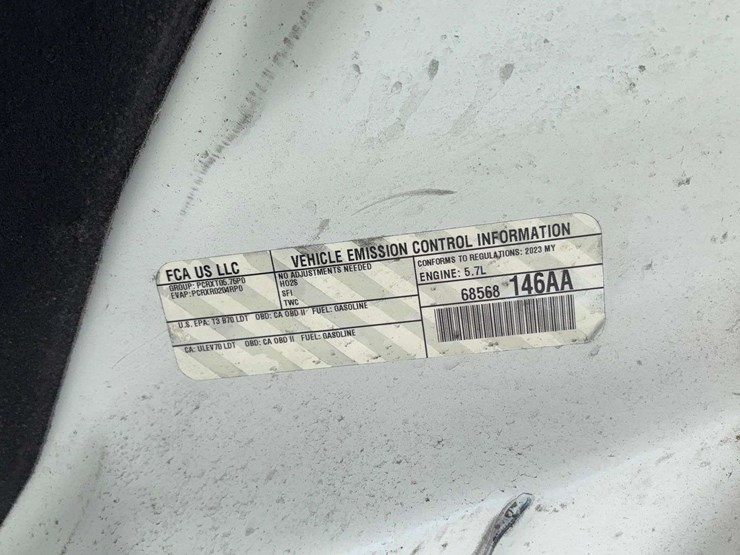 FCA US LLC
VEHICLE EMISSION CONTROL INFORMATION
GROUP: PCRXT05.75P0
EVAP: PCRXR0204RP0
NO ADJUSTMENTS NEEDED
HO2S
SFI
TWC
CONFORMS TO REGULATIONS: 2023 MY
ENGINE: 5.7L
68568 146AA
U.S. EPA: T3 B70 LDT OBD: CA OBD II FUEL: GASOLINE
CA: ULEV70 LDT OBD: CA OBD II FUEL: GASOLINE